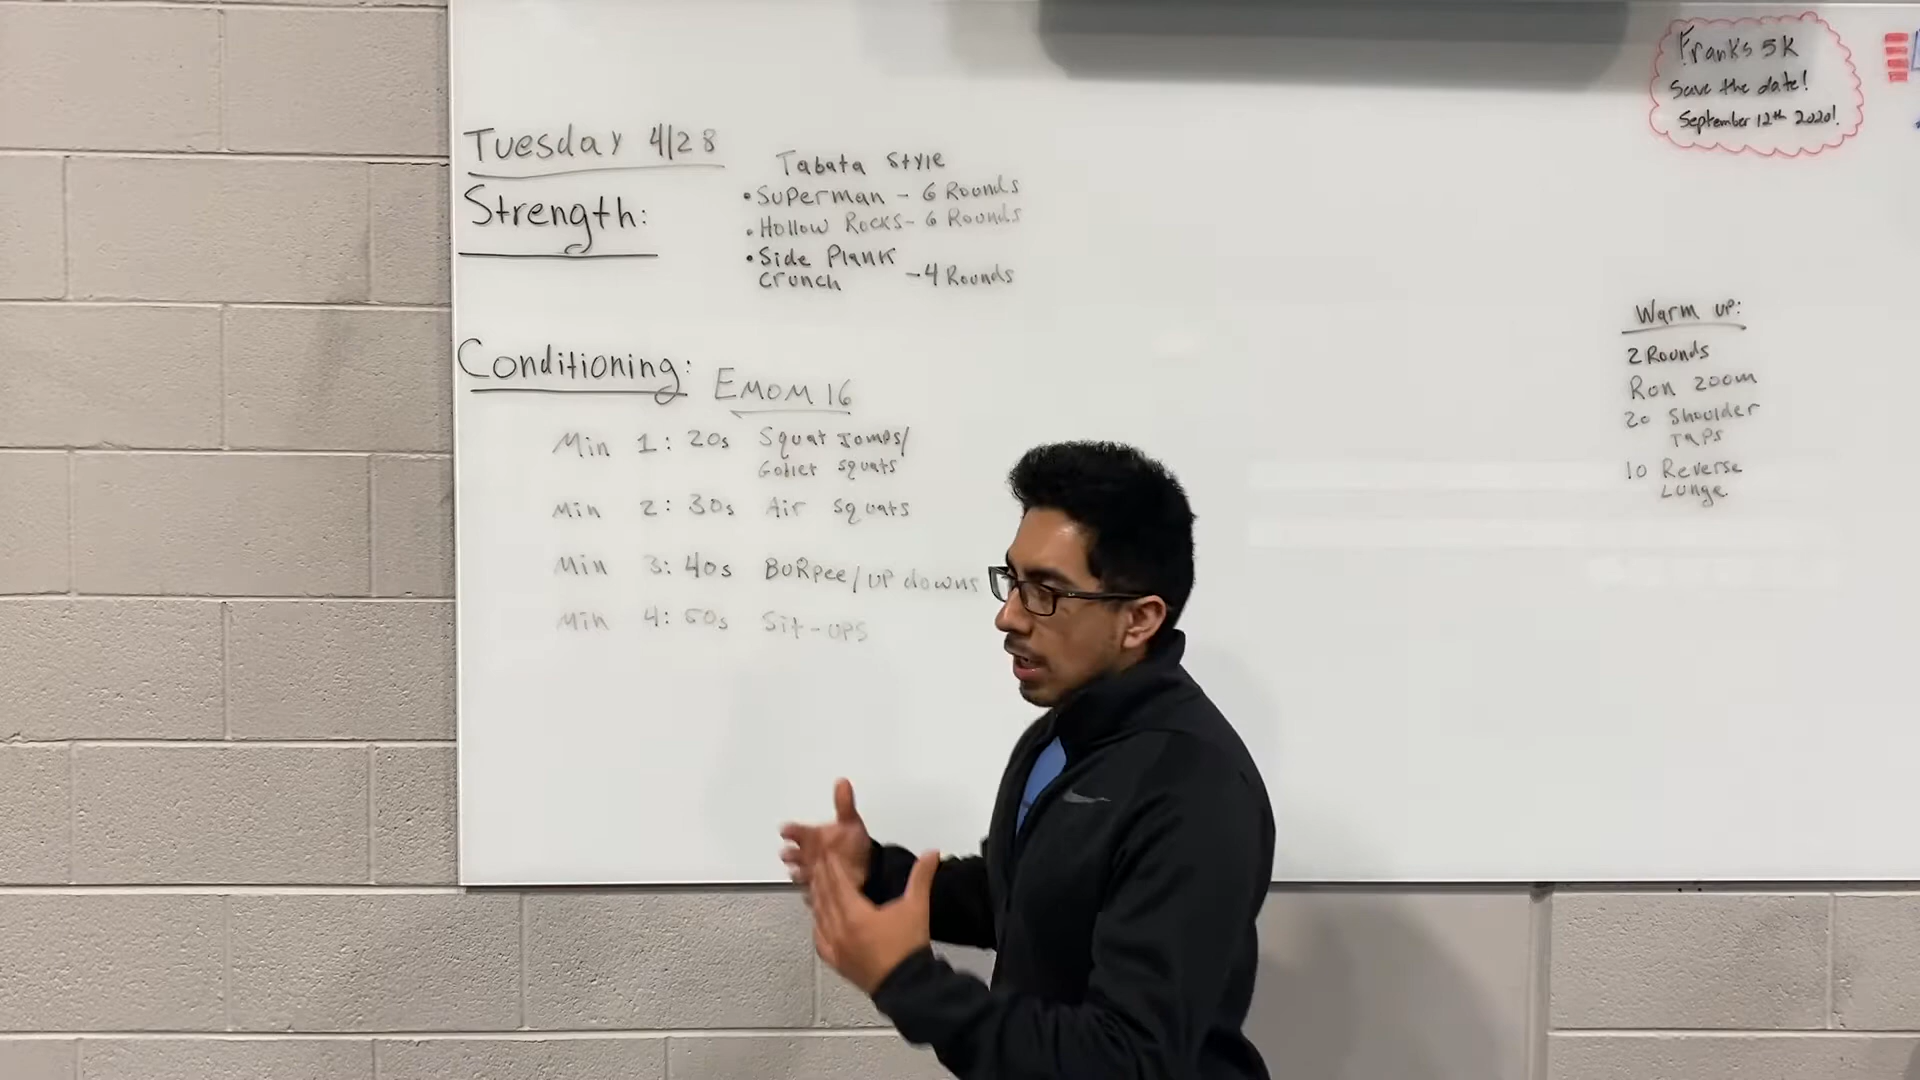 Tuesday 4/28
Strength:
Tabata Style
• Superman - 6 Rounds
• Hollow Rocks - 6 Rounds
• Side Plank
Crunch - 4 Rounds
Conditioning:
EMOM 16
Min 1: 20s Squat Jumps/
Goblet squats
Min 2: 30s Air squats
Min 3: 40s Burpee/up downs
Min 4: 50s Sit-ups
Frank's 5K
Save the date!
September 12th 2020!
Warm up:
2 Rounds
Run 200m
20 Shoulder
Taps
10 Reverse
Lunge